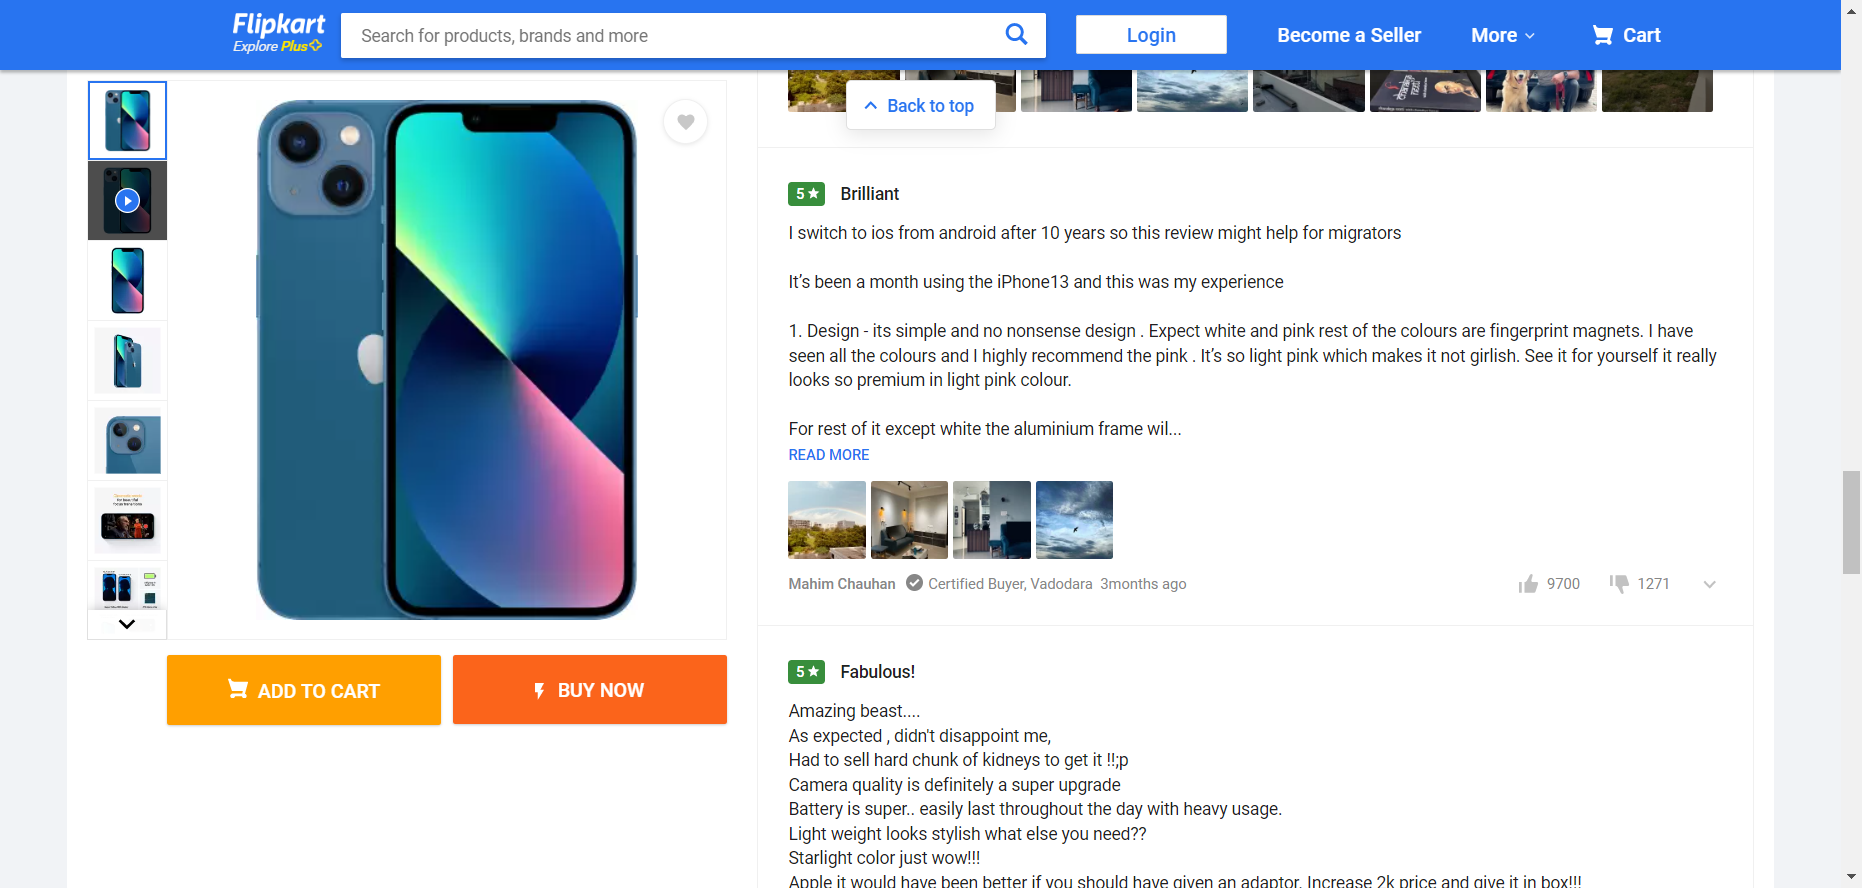 Flipkart
Explore Plus
Search for products, brands and more
Login
Become a Seller
More
Cart
Back to top
5★ Brilliant
I switch to ios from android after 10 years so this review might help for migrators
It’s been a month using the iPhone13 and this was my experience
1. Design - its simple and no nonsense design . Expect white and pink rest of the colours are fingerprint magnets. I have
seen all the colours and I highly recommend the pink . It’s so light pink which makes it not girlish. See it for yourself it really
looks so premium in light pink colour.
For rest of it except white the aluminium frame wil...
READ MORE
Mahim Chauhan Certified Buyer, Vadodara 3months ago
9700 1271
ADD TO CART
BUY NOW
5★ Fabulous!
Amazing beast....
As expected , didn't disappoint me,
Had to sell hard chunk of kidneys to get it !!;p
Camera quality is definitely a super upgrade
Battery is super.. easily last throughout the day with heavy usage.
Light weight looks stylish what else you need??
Starlight color just wow!!!
Apple it would have been better if you should have given an adaptor. Increase 2k price and give it in box!!!